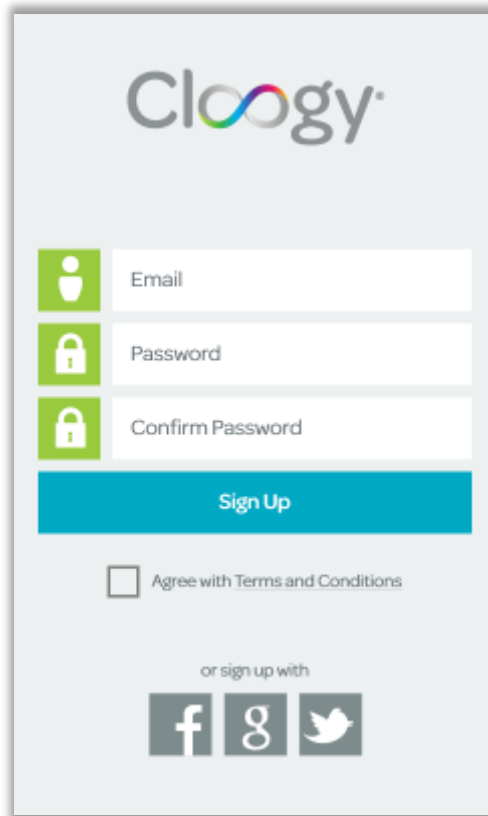 Cloogy
Email
Password
Confirm Password
Sign Up
Agree with Terms and Conditions
or sign up with
f
g